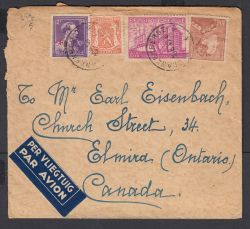 To Mr Earl Eisenbach,
Church Street, 34.
Elmira (Ontario)
Canada.
PER VLIEGTUIG
PAR AVION